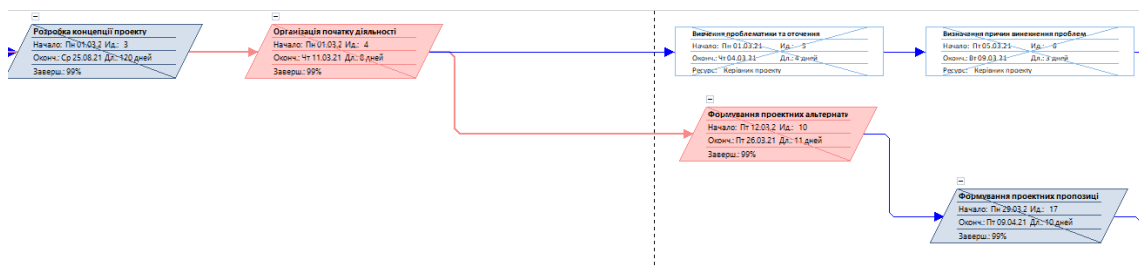 Розробка концепції проекту
Начало: Пн 01.03.2 Ид.: 3
Оконч.: Ср 25.08.21 Дл.: 120 дней
Заверш.: 99%
Організація початку діяльності
Начало: Пн 01.03.2 Ид.: 4
Оконч.: Чт 11.03.21 Дл.: 8 дней
Заверш.: 99%
Вивчення проблематики та оточення
Начало: Пн 01.03.21 Ид.: 5
Оконч.: Чт 04.03.21 Дл.: 4 дней
Ресурс: Керівник проекту
Визначення причин виникнення проблем
Начало: Пт 05.03.21 Ид.: 6
Оконч.: Вт 09.03.21 Дл.: 3 дней
Ресурс: Керівник проекту
Формування проектних альтернати
Начало: Пт 12.03.2 Ид.: 10
Оконч.: Пт 26.03.21 Дл.: 11 дней
Заверш.: 99%
Формування проектних пропозиці
Начало: Пн 29.03.2 Ид.: 17
Оконч.: Пт 09.04.21 Дл.: 10 дней
Заверш.: 99%